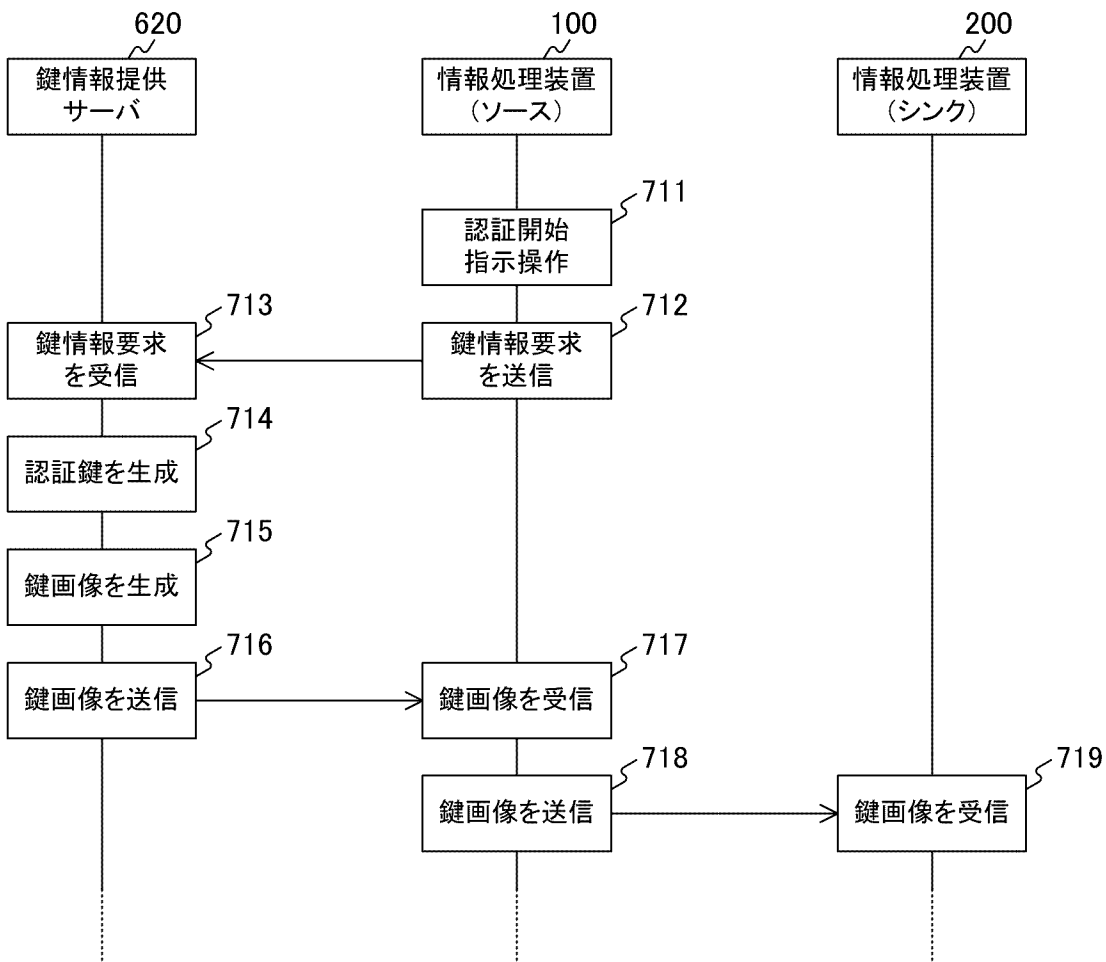 620
100
200
鍵情報提供
サーバ
情報処理装置
(ソース)
情報処理装置
(シンク)
711
認証開始
指示操作
713
712
鍵情報要求
を受信
鍵情報要求
を送信
714
認証鍵を生成
715
鍵画像を生成
716
717
鍵画像を送信
鍵画像を受信
718
719
鍵画像を送信
鍵画像を受信